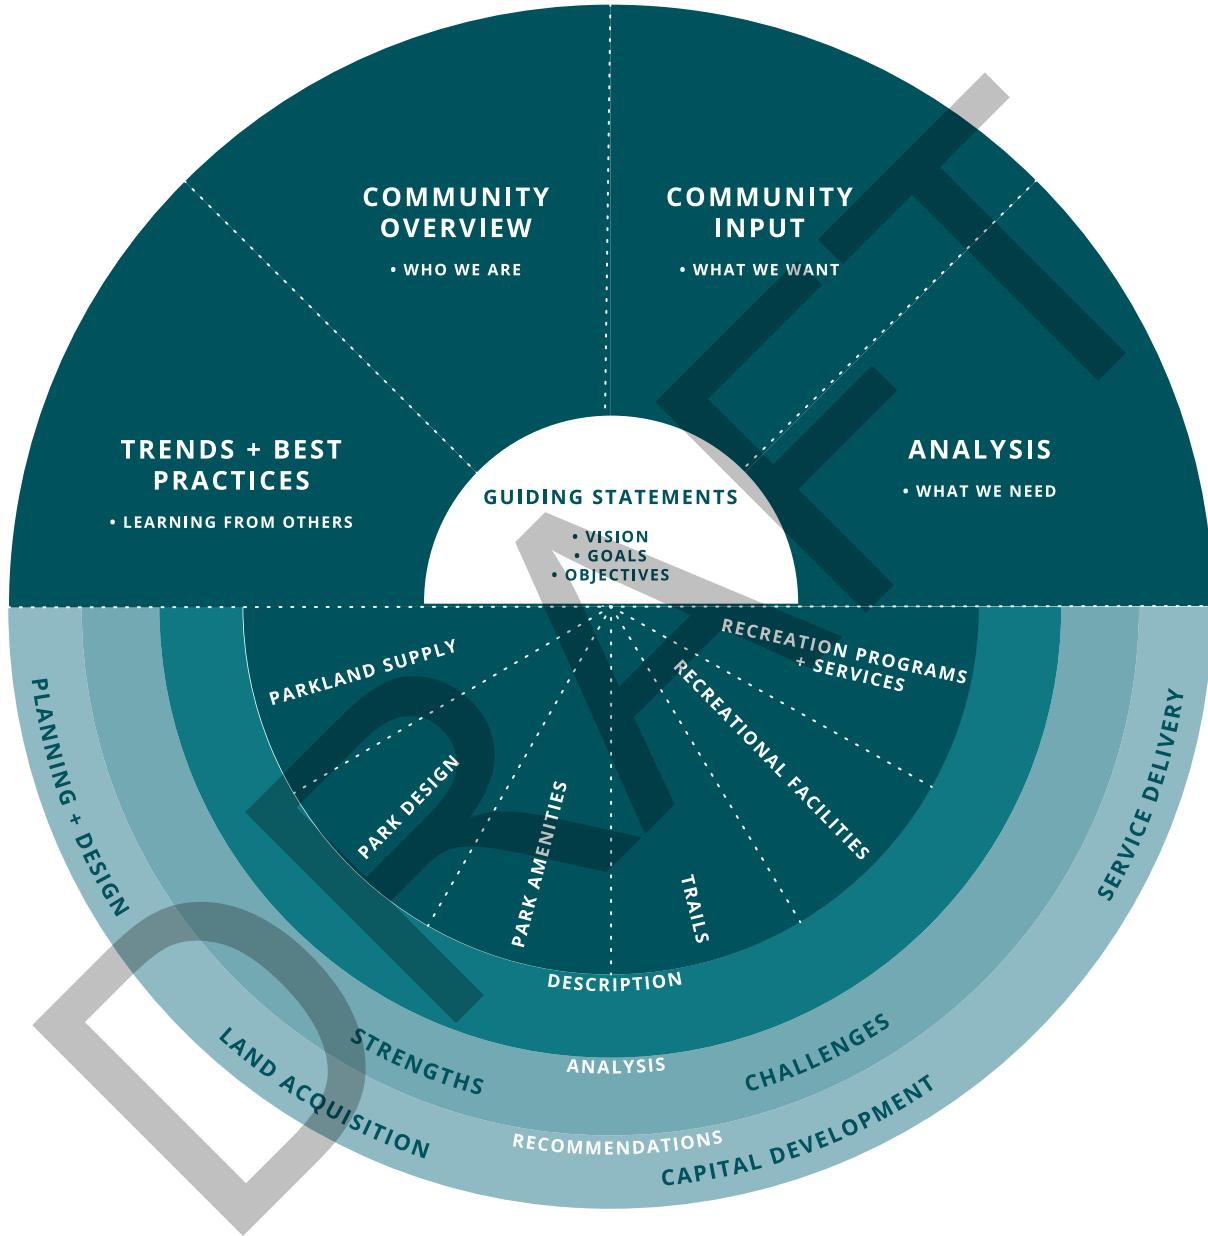 COMMUNITY
OVERVIEW
• WHO WE ARE
COMMUNITY
INPUT
• WHAT WE WANT
TRENDS + BEST
PRACTICES
• LEARNING FROM OTHERS
ANALYSIS
• WHAT WE NEED
GUIDING STATEMENTS
• VISION
• GOALS
• OBJECTIVES
PARKLAND SUPPLY
PARK DESIGN
PARK AMENITIES
TRAILS
RECREATIONAL FACILITIES
RECREATION PROGRAMS
+ SERVICES
DESCRIPTION
STRENGTHS
ANALYSIS
CHALLENGES
PLANNING + DESIGN
LAND ACQUISITION
RECOMMENDATIONS
CAPITAL DEVELOPMENT
SERVICE DELIVERY
DRAFT